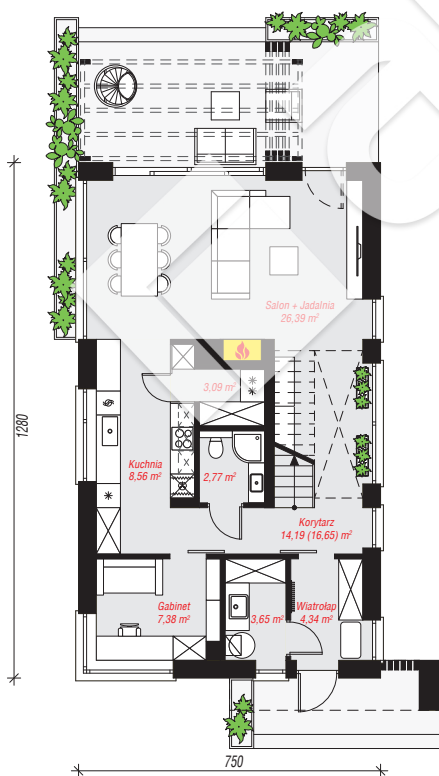 Salon + Jadalnia
26,39 m²
3,09 m²
Kuchnia
8,56 m²
2,77 m²
Korytarz
14,19 (16,65) m²
Gabinet
7,38 m²
3,65 m²
Wiatrołap
4,34 m²
1280
750